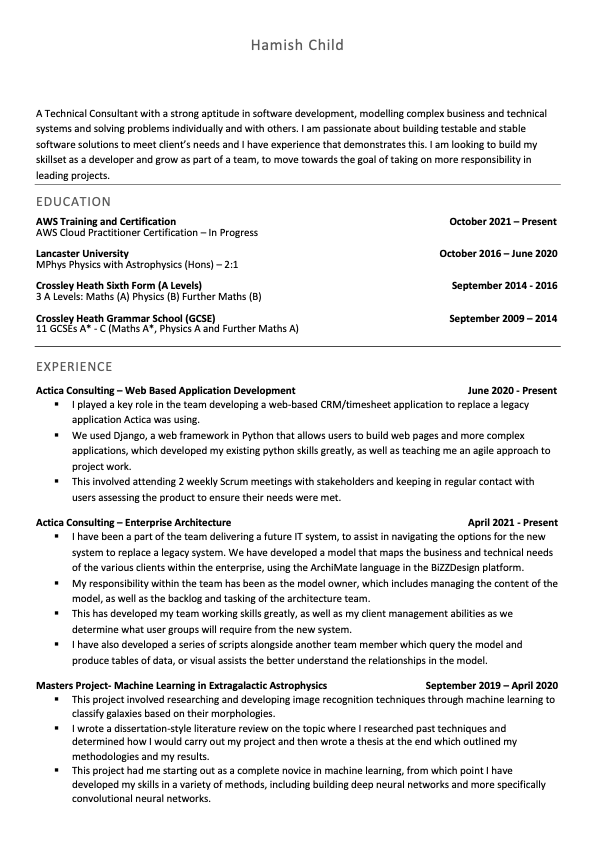 Hamish Child
A Technical Consultant with a strong aptitude in software development, modelling complex business and technical
systems and solving problems individually and with others. I am passionate about building testable and stable
software solutions to meet client's needs and I have experience that demonstrates this. I am looking to build my
skillset as a developer and grow as part of a team, to move towards the goal of taking on more responsibility in
leading projects.
EDUCATION
AWS Training and Certification October 2021 – Present
AWS Cloud Practitioner Certification – In Progress
Lancaster University October 2016 – June 2020
MPhys Physics with Astrophysics (Hons) – 2:1
Crossley Heath Sixth Form (A Levels) September 2014 - 2016
3 A Levels: Maths (A) Physics (B) Further Maths (B)
Crossley Heath Grammar School (GCSE) September 2009 – 2014
11 GCSEs A* - C (Maths A*, Physics A and Further Maths A)
EXPERIENCE
Actica Consulting – Web Based Application Development June 2020 - Present
▪ I played a key role in the team developing a web-based CRM/timesheet application to replace a legacy
application Actica was using.
▪ We used Django, a web framework in Python that allows users to build web pages and more complex
applications, which developed my existing python skills greatly, as well as teaching me an agile approach to
project work.
▪ This involved attending 2 weekly Scrum meetings with stakeholders and keeping in regular contact with
users assessing the product to ensure their needs were met.
Actica Consulting – Enterprise Architecture April 2021 - Present
▪ I have been a part of the team delivering a future IT system, to assist in navigating the options for the new
system to replace a legacy system. We have developed a model that maps the business and technical needs
of the various clients within the enterprise, using the ArchiMate language in the BiZZDesign platform.
▪ My responsibility within the team has been as the model owner, which includes managing the content of the
model, as well as the backlog and tasking of the architecture team.
▪ This has developed my team working skills greatly, as well as my client management abilities as we
determine what user groups will require from the new system.
▪ I have also developed a series of scripts alongside another team member which query the model and
produce tables of data, or visual assists the better understand the relationships in the model.
Masters Project- Machine Learning in Extragalactic Astrophysics September 2019 – April 2020
▪ This project involved researching and developing image recognition techniques through machine learning to
classify galaxies based on their morphologies.
▪ I wrote a dissertation-style literature review on the topic where I researched past techniques and
determined how I would carry out my project and then wrote a thesis at the end which outlined my
methodologies and my results.
▪ This project had me starting out as a complete novice in machine learning, from which point I have
developed my skills in a variety of methods, including building deep neural networks and more specifically
convolutional neural networks.